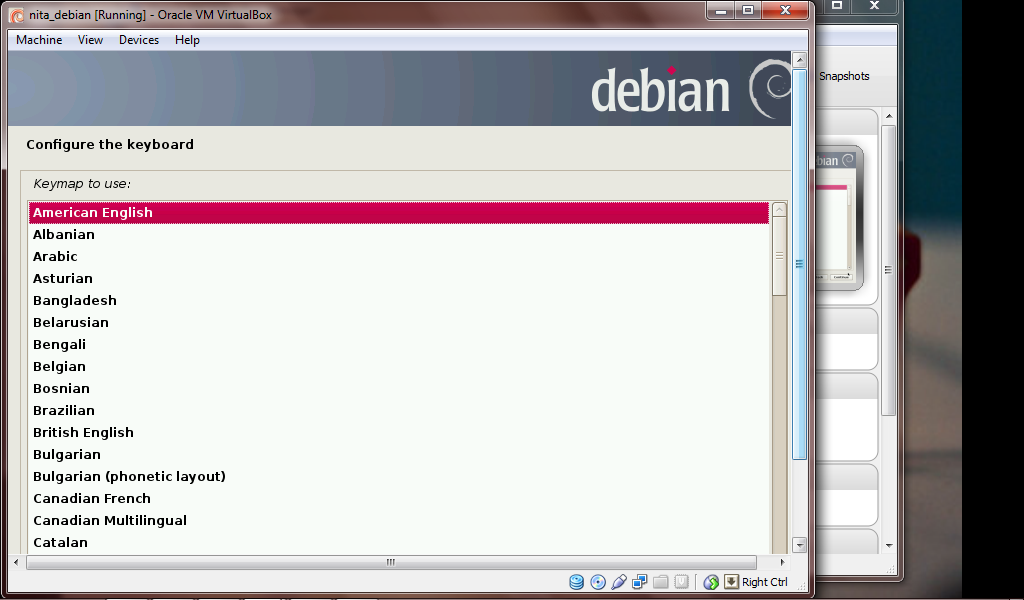 nita_debian [Running] - Oracle VM VirtualBox
Machine View Devices Help
debian
Snapshots
Configure the keyboard
Keymap to use:
American English
Albanian
Arabic
Asturian
Bangladesh
Belarusian
Bengali
Belgian
Bosnian
Brazilian
British English
Bulgarian
Bulgarian (phonetic layout)
Canadian French
Canadian Multilingual
Catalan
Right Ctrl